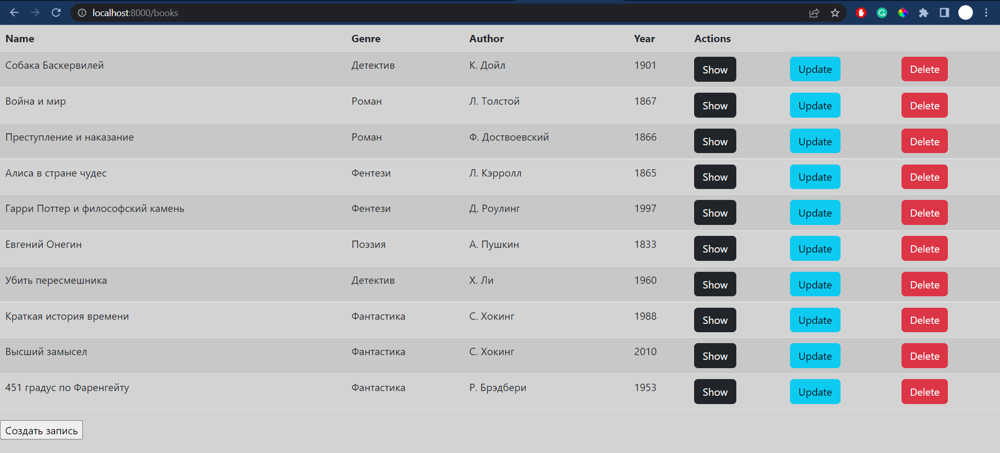 localhost:8000/books
Name Genre Author Year Actions
Собака Баскервилей Детектив К. Дойл 1901 Show Update Delete
Война и мир Роман Л. Толстой 1867 Show Update Delete
Преступление и наказание Роман Ф. Доствоевский 1866 Show Update Delete
Алиса в стране чудес Фентези Л. Кэрролл 1865 Show Update Delete
Гарри Поттер и философский камень Фентези Д. Роулинг 1997 Show Update Delete
Евгений Онегин Поэзия А. Пушкин 1833 Show Update Delete
Убить пересмешника Детектив Х. Ли 1960 Show Update Delete
Краткая история времени Фантастика С. Хокинг 1988 Show Update Delete
Высший замысел Фантастика С. Хокинг 2010 Show Update Delete
451 градус по Фаренгейту Фантастика Р. Брэдбери 1953 Show Update Delete
Создать запись